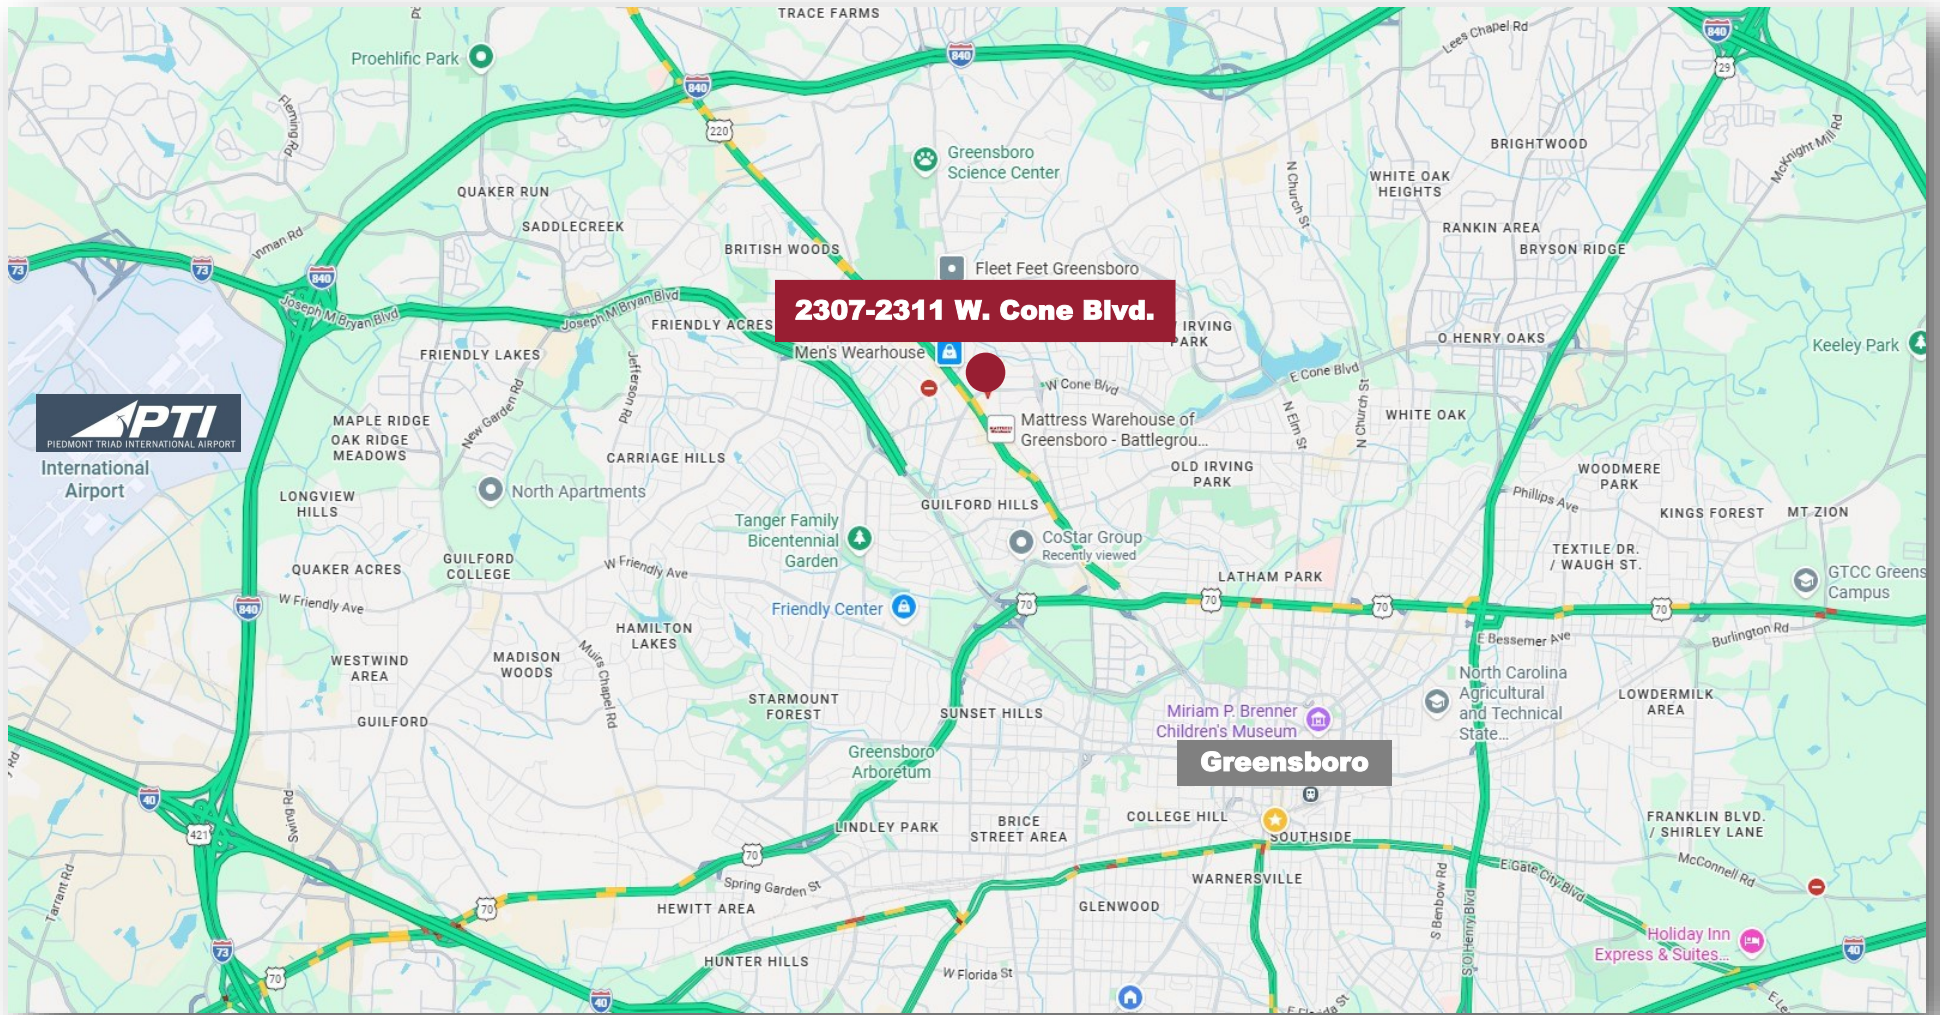 TRACE FARMS
Lees Chapel Rd
840
Proehlific Park
840
29
840
Fleming Rd
220
McKnight Mill Rd
BRIGHTWOOD
Greensboro
Science Center
N Church St
WHITE OAK
HEIGHTS
QUAKER RUN
SADDLECREEK
RANKIN AREA
BRYSON RIDGE
Inman Rd
BRITISH WOODS
73
73
840
Fleet Feet Greensboro
Joseph M Bryan Blvd
Joseph M Bryan Blvd
2307-2311 W. Cone Blvd.
FRIENDLY ACRES
IRVING
PARK
O HENRY OAKS
Keeley Park
FRIENDLY LAKES
Men's Wearhouse
Jefferson Rd
E Cone Blvd
W Cone Blvd
New Garden Rd
PTI
PIEDMONT TRIAD INTERNATIONAL AIRPORT
International
Airport
MAPLE RIDGE
OAK RIDGE
MEADOWS
Mattress Warehouse of
Greensboro - Battlegrou...
N Elm St
N Church St
WHITE OAK
CARRIAGE HILLS
OLD IRVING
PARK
WOODMERE
PARK
North Apartments
LONGVIEW
HILLS
GUILFORD HILLS
Phillips Ave
KINGS FOREST
MT ZION
Tanger Family
Bicentennial
Garden
CoStar Group
Recently viewed
TEXTILE DR.
/ WAUGH ST.
QUAKER ACRES
GUILFORD
COLLEGE
W Friendly Ave
LATHAM PARK
GTCC Greens
Campus
W Friendly Ave
840
Friendly Center
70
70
70
70
HAMILTON
LAKES
E Bessemer Ave
Burlington Rd
WESTWIND
AREA
MADISON
WOODS
Muirs Chapel Rd
North Carolina
Agricultural
and Technical
State...
LOWDERMILK
AREA
STARMOUNT
FOREST
SUNSET HILLS
Miriam P. Brenner
Children's Museum
GUILFORD
Greensboro
Arboretum
Greensboro
40
421
Swing Rd
LINDLEY PARK
BRICE
STREET AREA
COLLEGE HILL
SOUTHSIDE
FRANKLIN BLVD.
/ SHIRLEY LANE
70
McConnell Rd
E Gate City Blvd
Tarrant Rd
Spring Garden St
WARNERSVILLE
70
HEWITT AREA
GLENWOOD
S Benbow Rd
S O.Henry Blvd
Holiday Inn
Express & Suites...
40
73
HUNTER HILLS
W Florida St
70
40